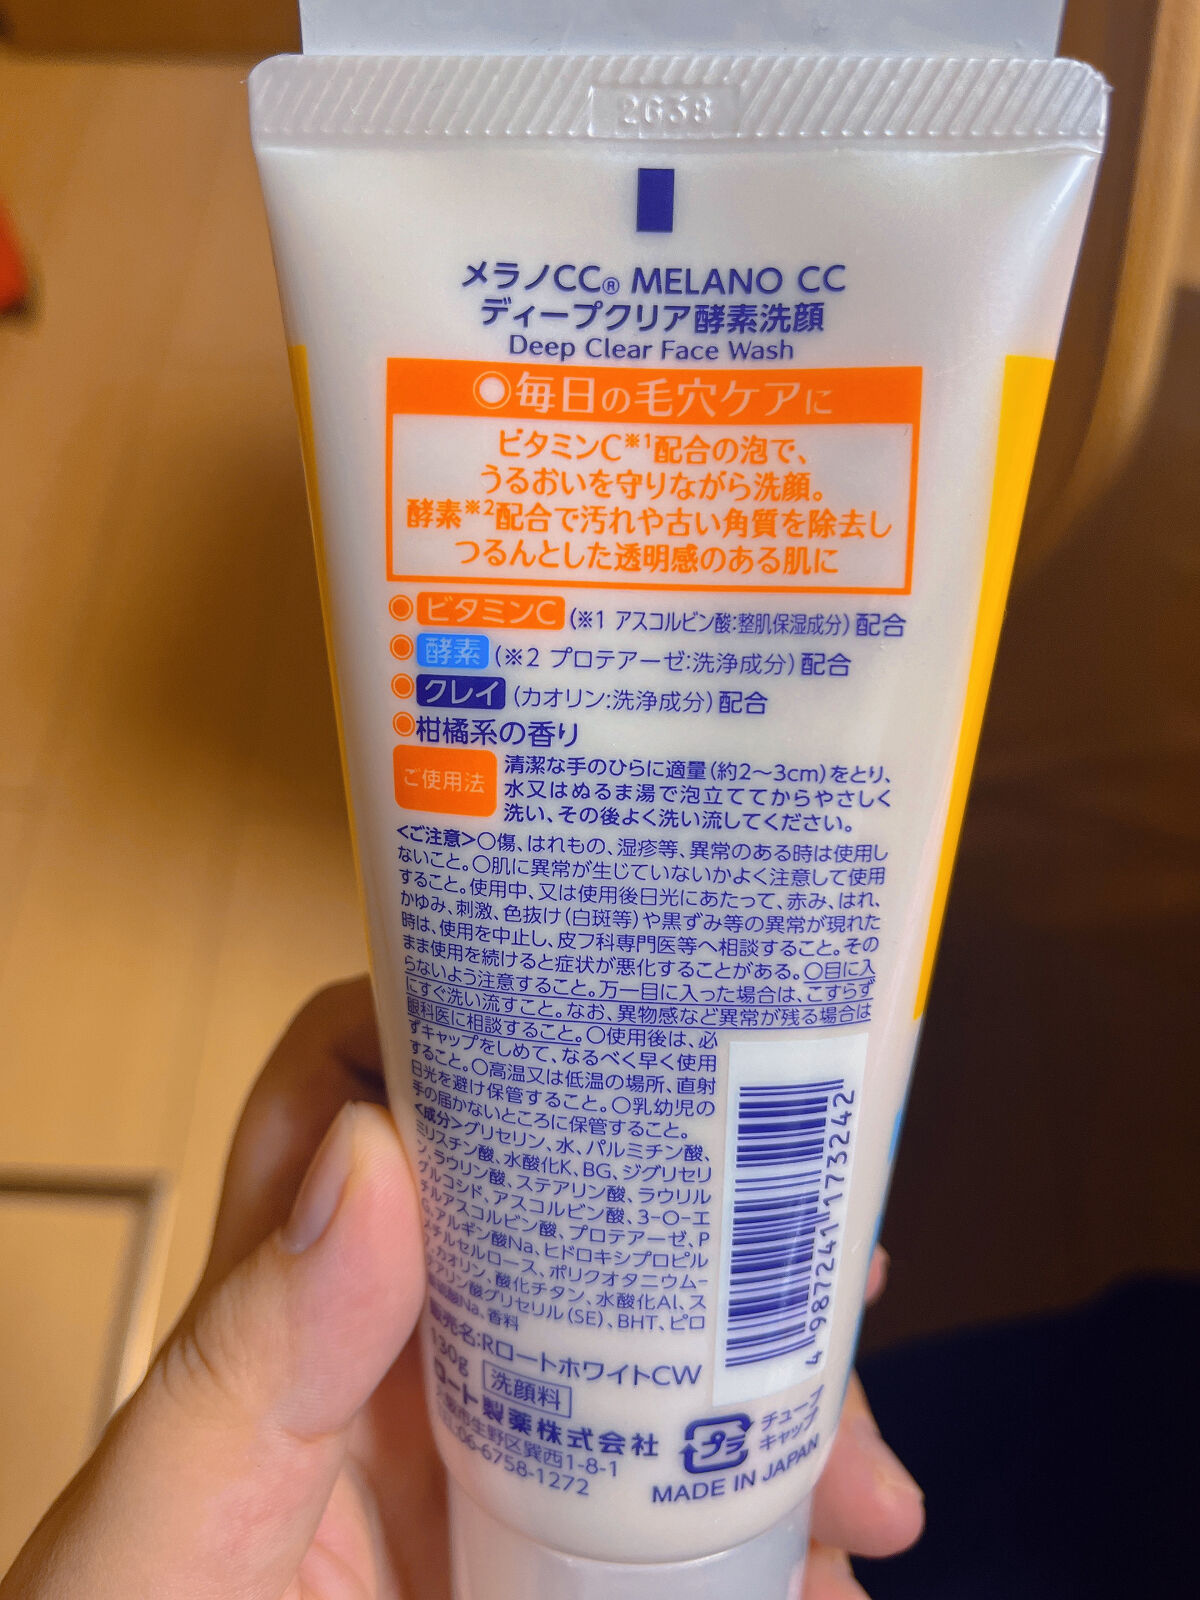 2638
メラノCC® MELANO CC
ディープクリア酵素洗顔
Deep Clear Face Wash
毎日の毛穴ケアに
ビタミンC※1配合の泡で、
うるおいを守りながら洗顔。
酵素※2配合で汚れや古い角質を除去し
つるんとした透明感のある肌に
ビタミンC (※1 アスコルビン酸:整肌保湿成分) 配合
酵素 (※2 プロテアーゼ:洗浄成分) 配合
クレイ (カオリン:洗浄成分) 配合
柑橘系の香り
ご使用法
清潔な手のひらに適量(約2〜3cm)をとり、
水又はぬるま湯で泡立ててからやさしく
洗い、その後よく洗い流してください。
<ご注意>○傷、はれもの、湿疹等、異常のある時は使用し
ないこと。○肌に異常が生じていないかよく注意して使用
すること。使用中、又は使用後日光にあたって、赤み、はれ、
かゆみ、刺激、色抜け(白斑等)や黒ずみ等の異常が現れた
時は、使用を中止し、皮フ科専門医等へ相談すること。その
まま使用を続けると症状が悪化することがある。○目に入
らないよう注意すること。万一目に入った場合は、こすらず
にすぐ洗い流すこと。なお、異物感など異常が残る場合は
眼科医に相談すること。○使用後は、必
ずキャップをしめて、なるべく早く使用
すること。○高温又は低温の場所、直射
日光を避け保管すること。○乳幼児の
手の届かないところに保管すること。
<成分>グリセリン、水、パルミチン酸、
ミリスチン酸、水酸化K、BG、ジグリセリ
ン、ラウリン酸、ステアリン酸、ラウリル
グルコシド、アスコルビン酸、3-O-エ
チルアスコルビン酸、プロテアーゼ、P
G、アルギン酸Na、ヒドロキシプロピル
メチルセルロース、ポリクオタニウム-
カオリン、酸化チタン、水酸化Al、ス
テアリン酸グリセリル(SE)、BHT、ピロ
酸Na、香料
販売名:RロートホワイトCW
130g 洗顔料
ロート製薬株式会社
市生野区巽西1-8-1
06-6758-1272
プラ
チューブ
キャップ
MADE IN JAPAN
4 987241 173242